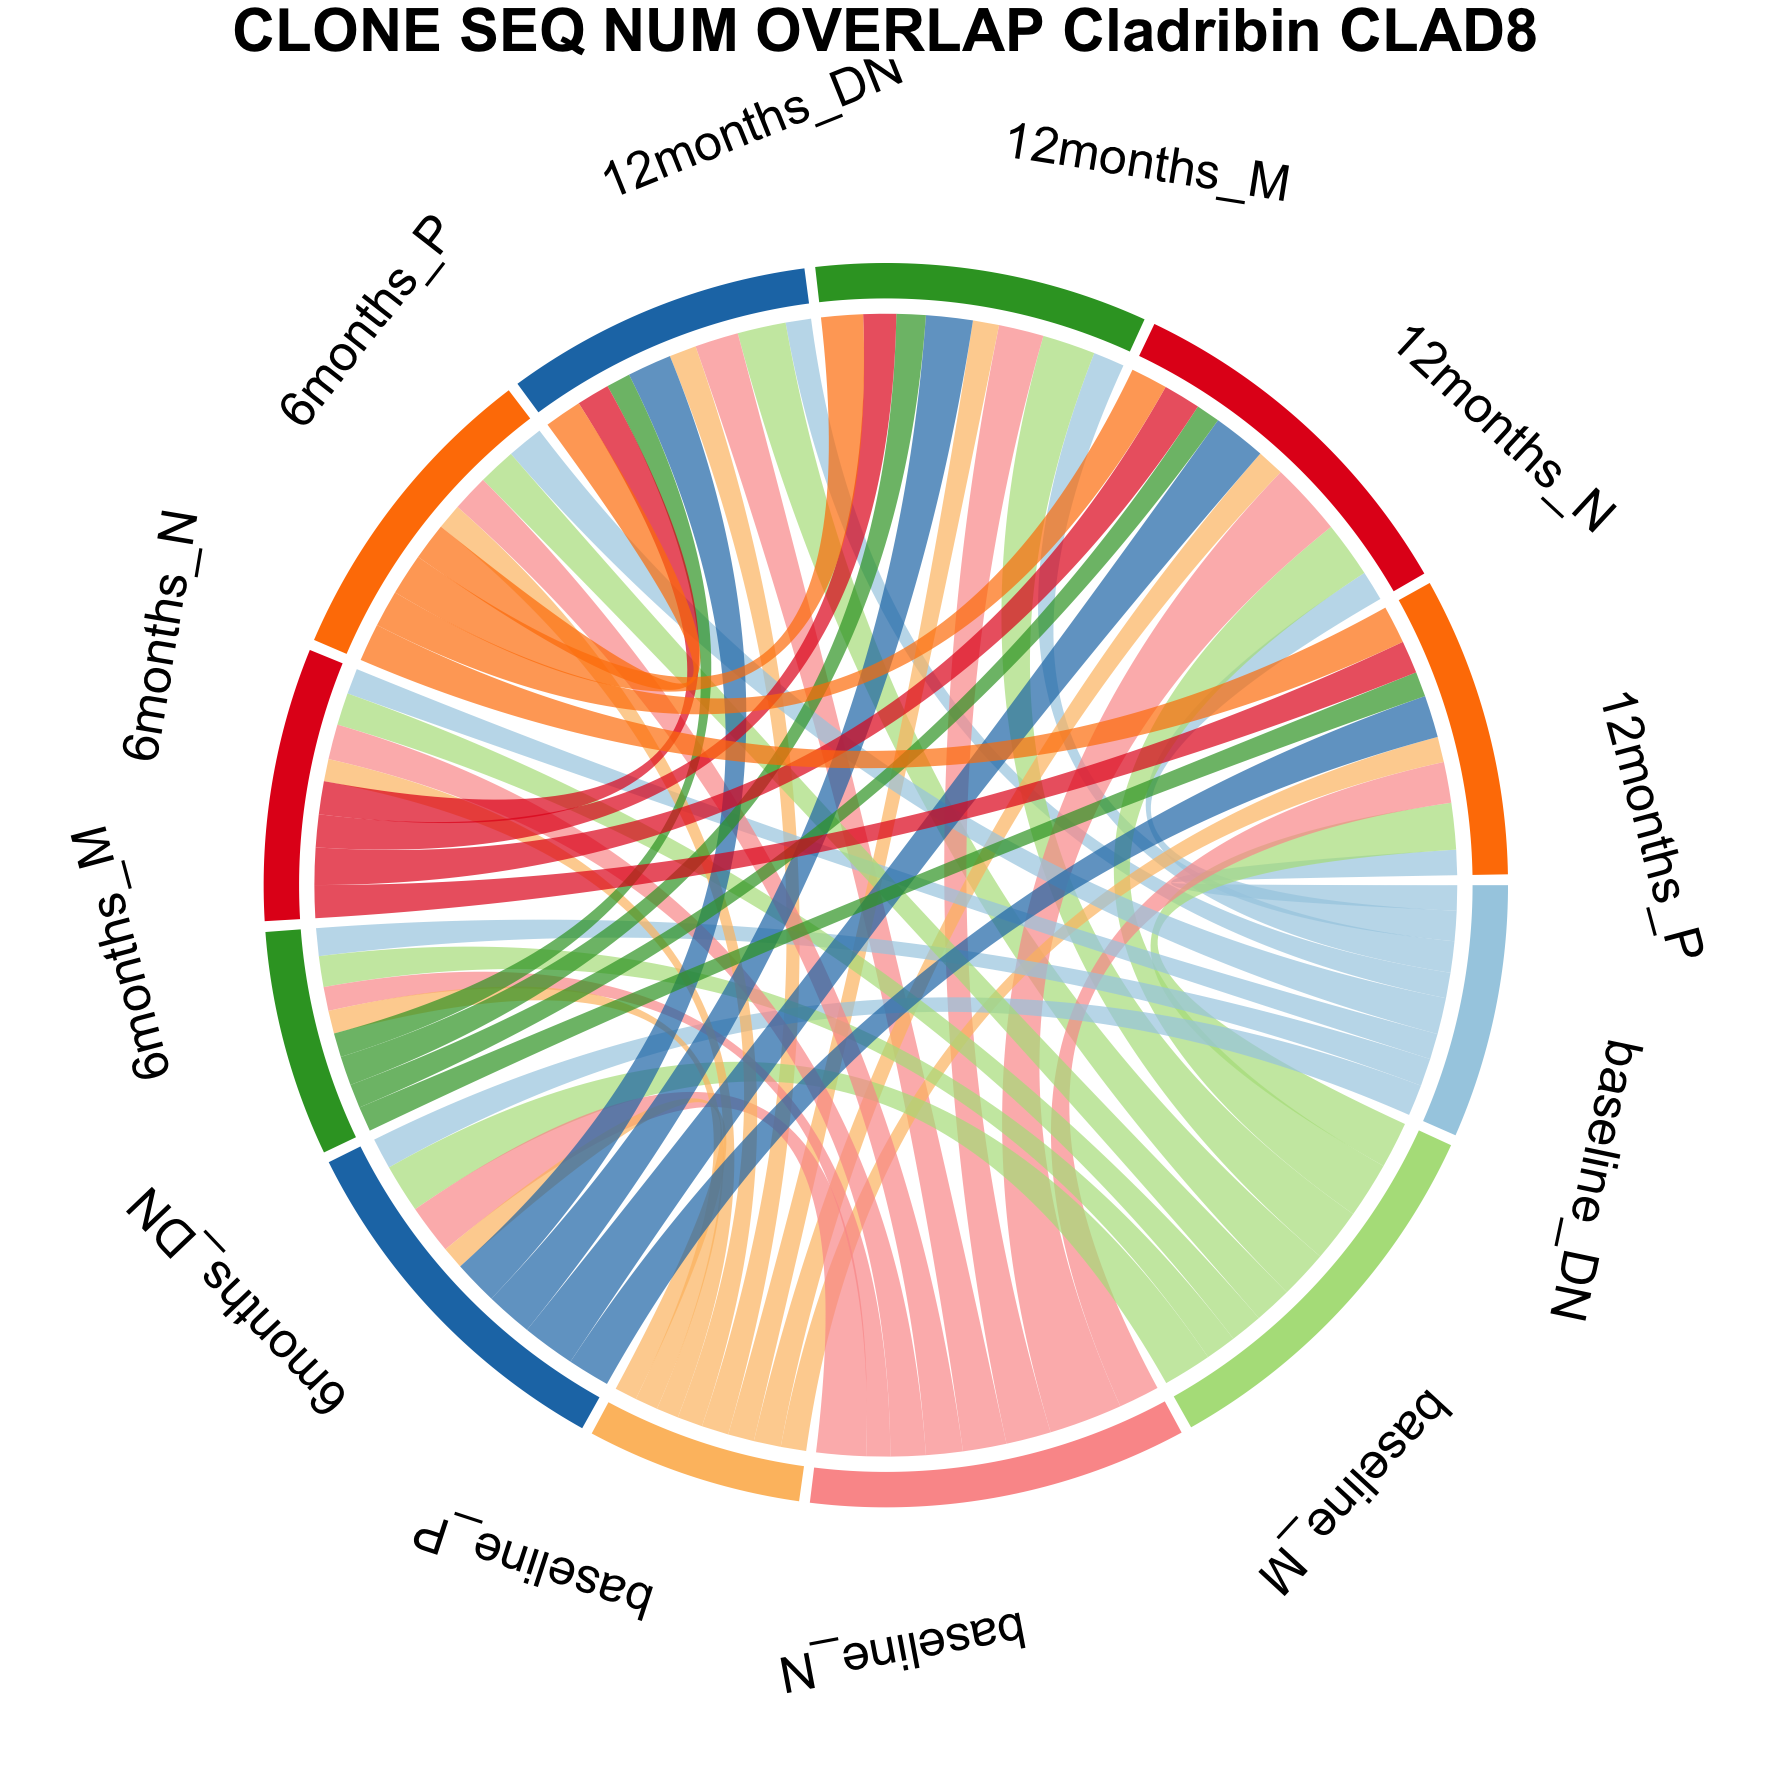 CLONE SEQ NUM OVERLAP Cladribin CLAD8
12months_DN
12months_M
12months_N
12months_P
baseline_DN
baseline_M
baseline_N
baseline_P
6months_DN
6months_M
6months_N
6months_P